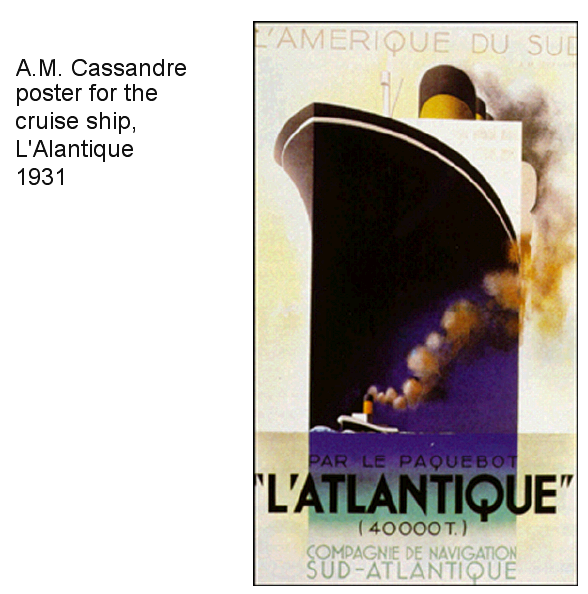 A.M. Cassandre
poster for the
cruise ship,
L'Alantique
1931
L'AMERIQUE DU SUD
PAR LE PAQUEBOT
"L'ATLANTIQUE"
(40000T.)
COMPAGNIE DE NAVIGATION
SUD-ATLANTIQUE